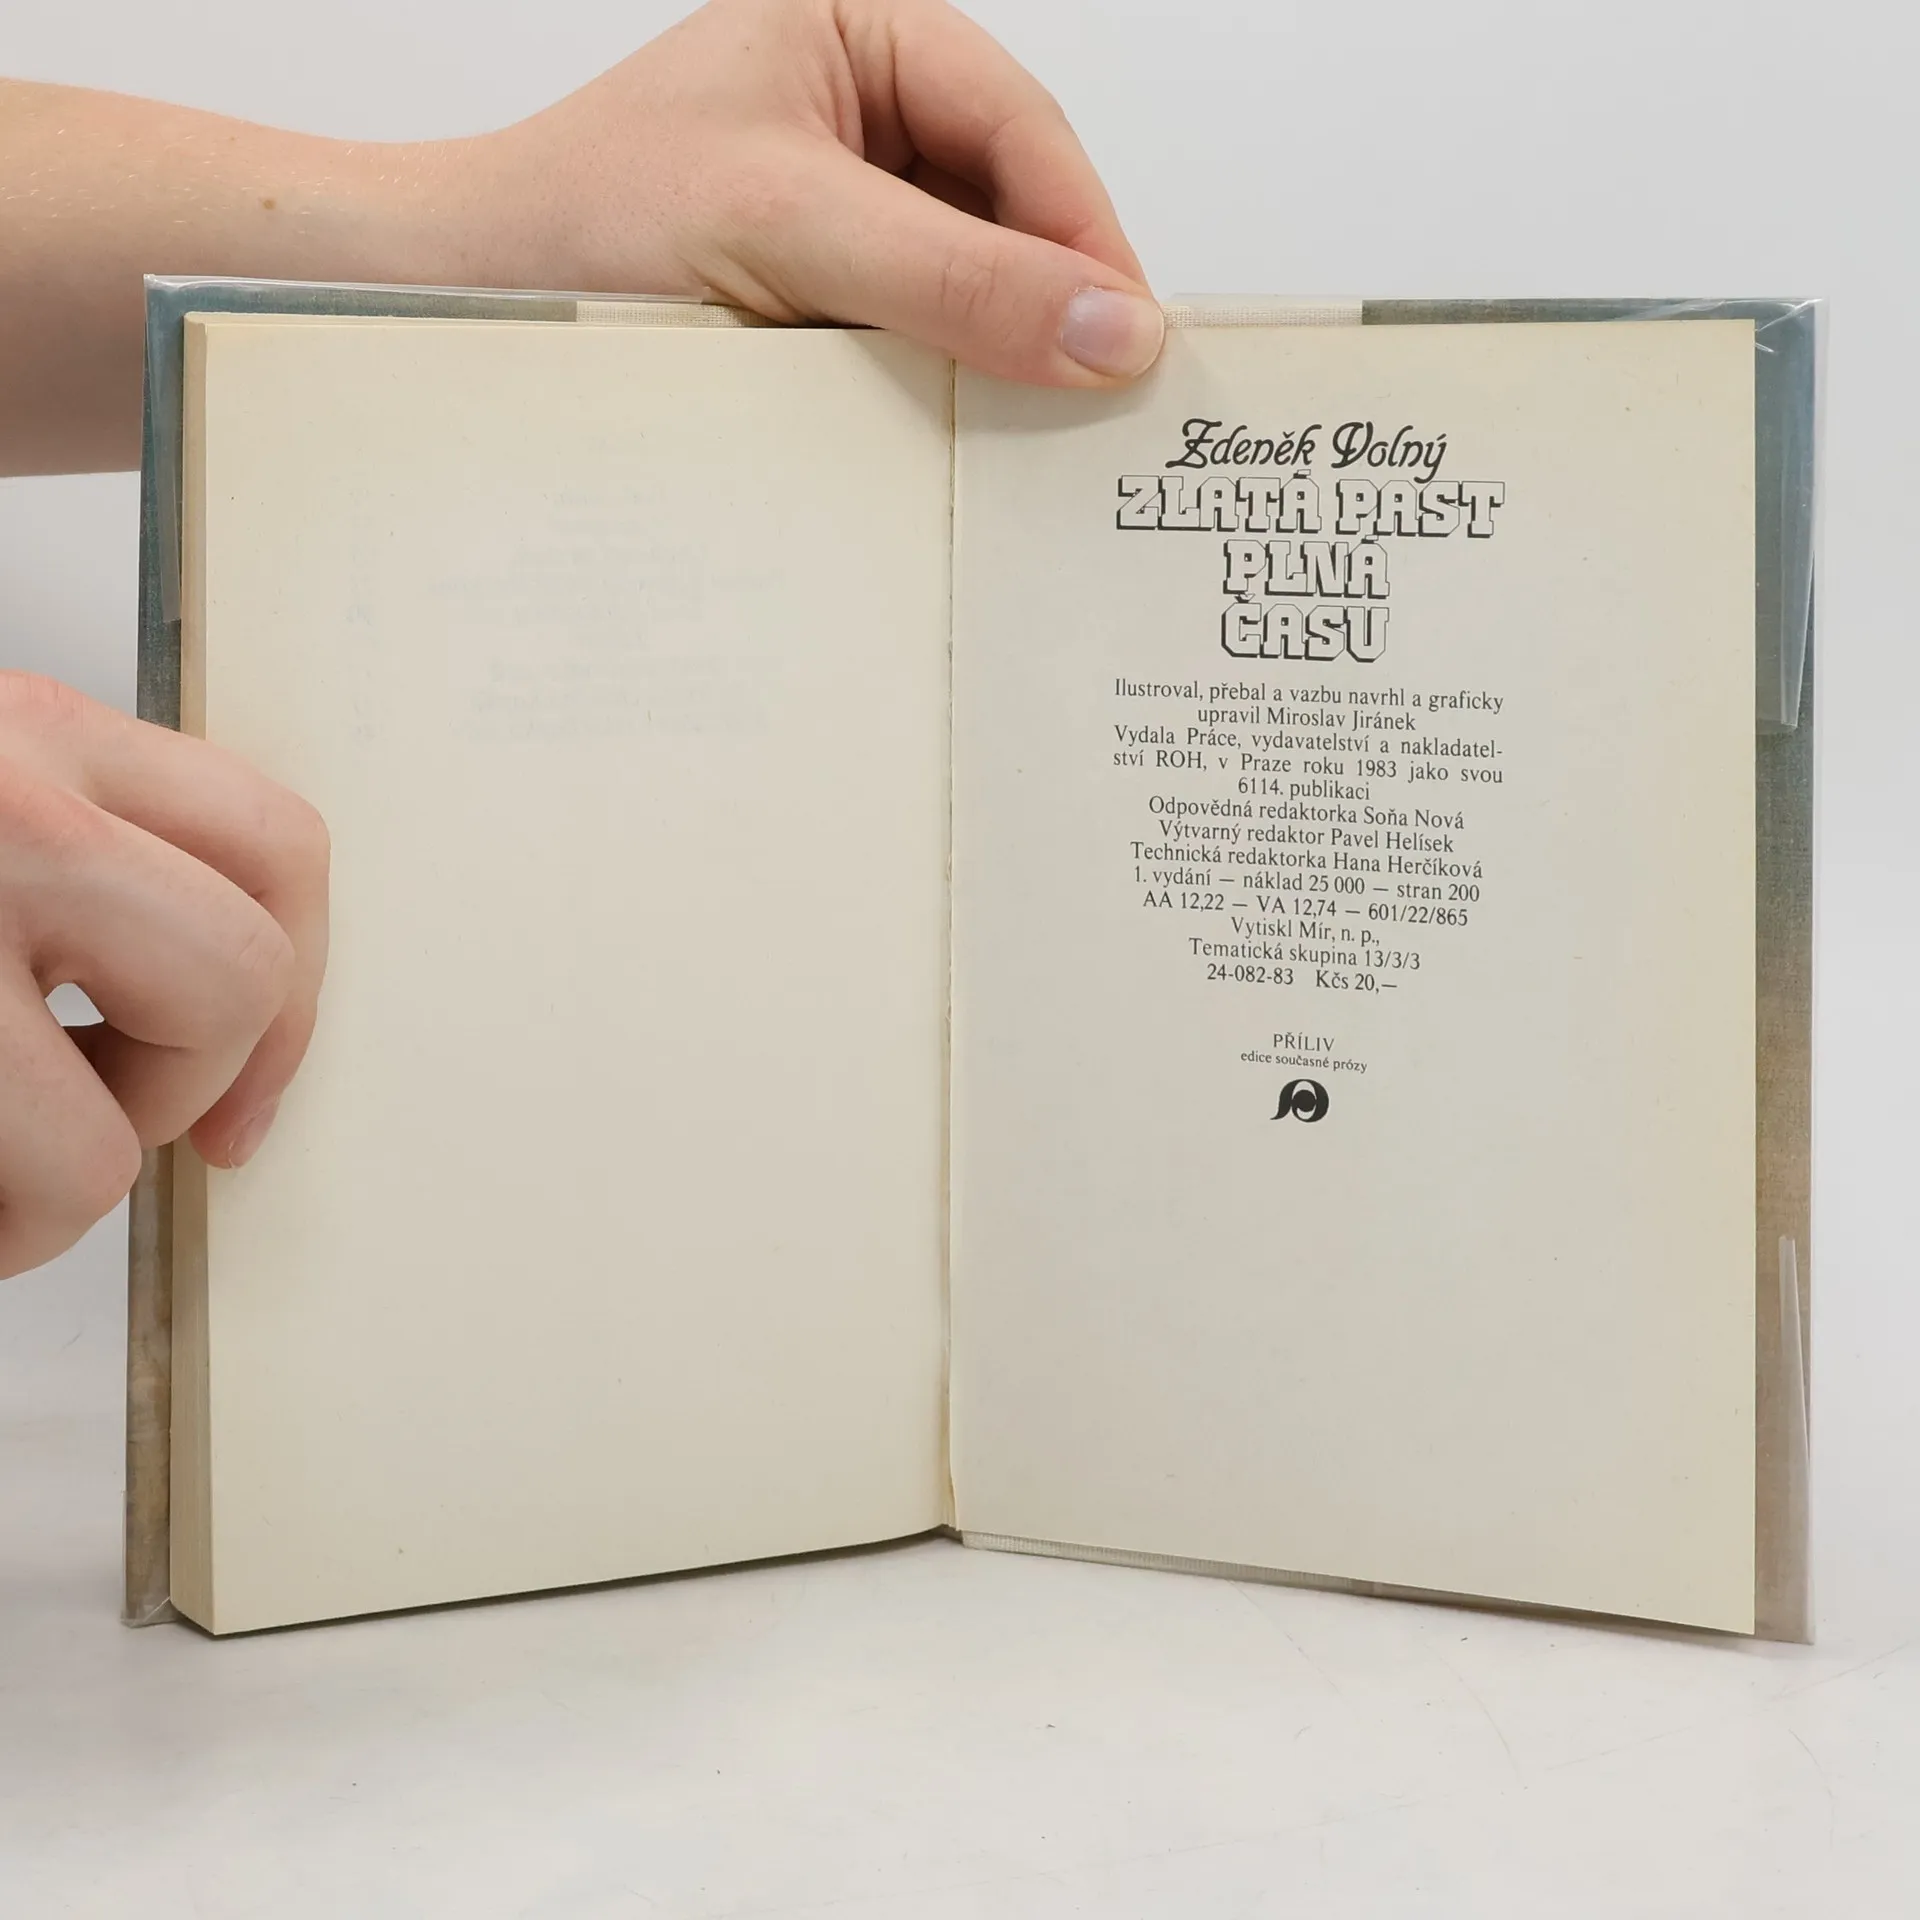 Zdeněk Volný
ZLATÁ PAST
PLNÁ
ČASU
Ilustroval, přebal a vazbu navrhl a graficky
upravil Miroslav Jiránek
Vydala Práce, vydavatelství a nakladatel-
ství ROH, v Praze roku 1983 jako svou
6114. publikaci
Odpovědná redaktorka Soňa Nová
Výtvarný redaktor Pavel Helísek
Technická redaktorka Hana Herčíková
1. vydání — náklad 25 000 — stran 200
AA 12,22 — VA 12,74 — 601/22/865
Vytiskl Mír, n. p.,
Tematická skupina 13/3/3
24-082-83 Kčs 20,—
PŘÍLIV
edice současné prózy